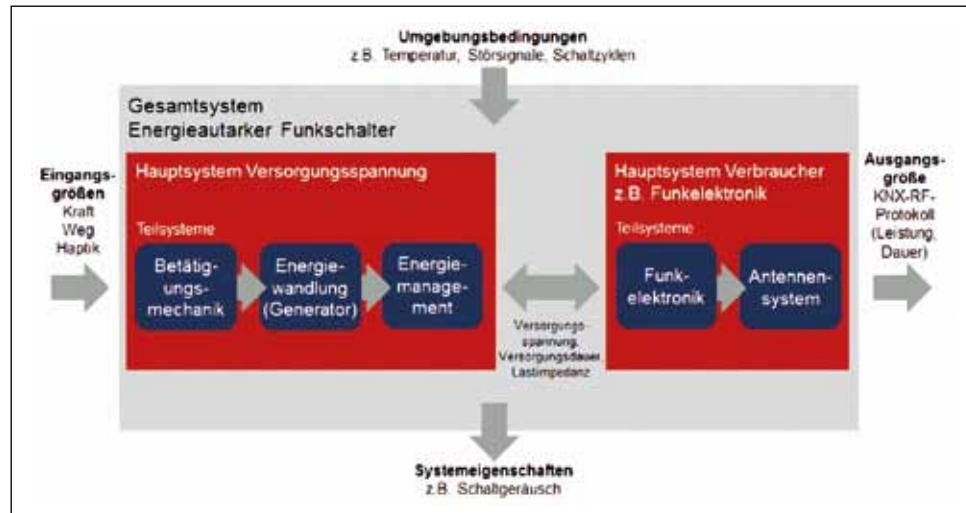 Umgebungsbedingungen
z.B. Temperatur, Störsignale, Schaltzyklen
Gesamtsystem
Energieautarker Funkschalter
Eingangs-
größen
Kraft
Weg
Haptik
Hauptsystem Versorgungsspannung
Teilsysteme
Betätig-
ungs-
mechanik
Energie-
wandlung
(Generator)
Energie-
manage-
ment
Versorgungs-
spannung,
Versorgungsdauer,
Lastimpedanz
Hauptsystem Verbraucher
z.B. Funkelektronik
Teilsysteme
Funk-
elektronik
Antennen-
system
Ausgangs-
größe
KNX-RF-
Protokoll
(Leistung,
Dauer)
Systemeigenschaften
z.B. Schaltgeräusch